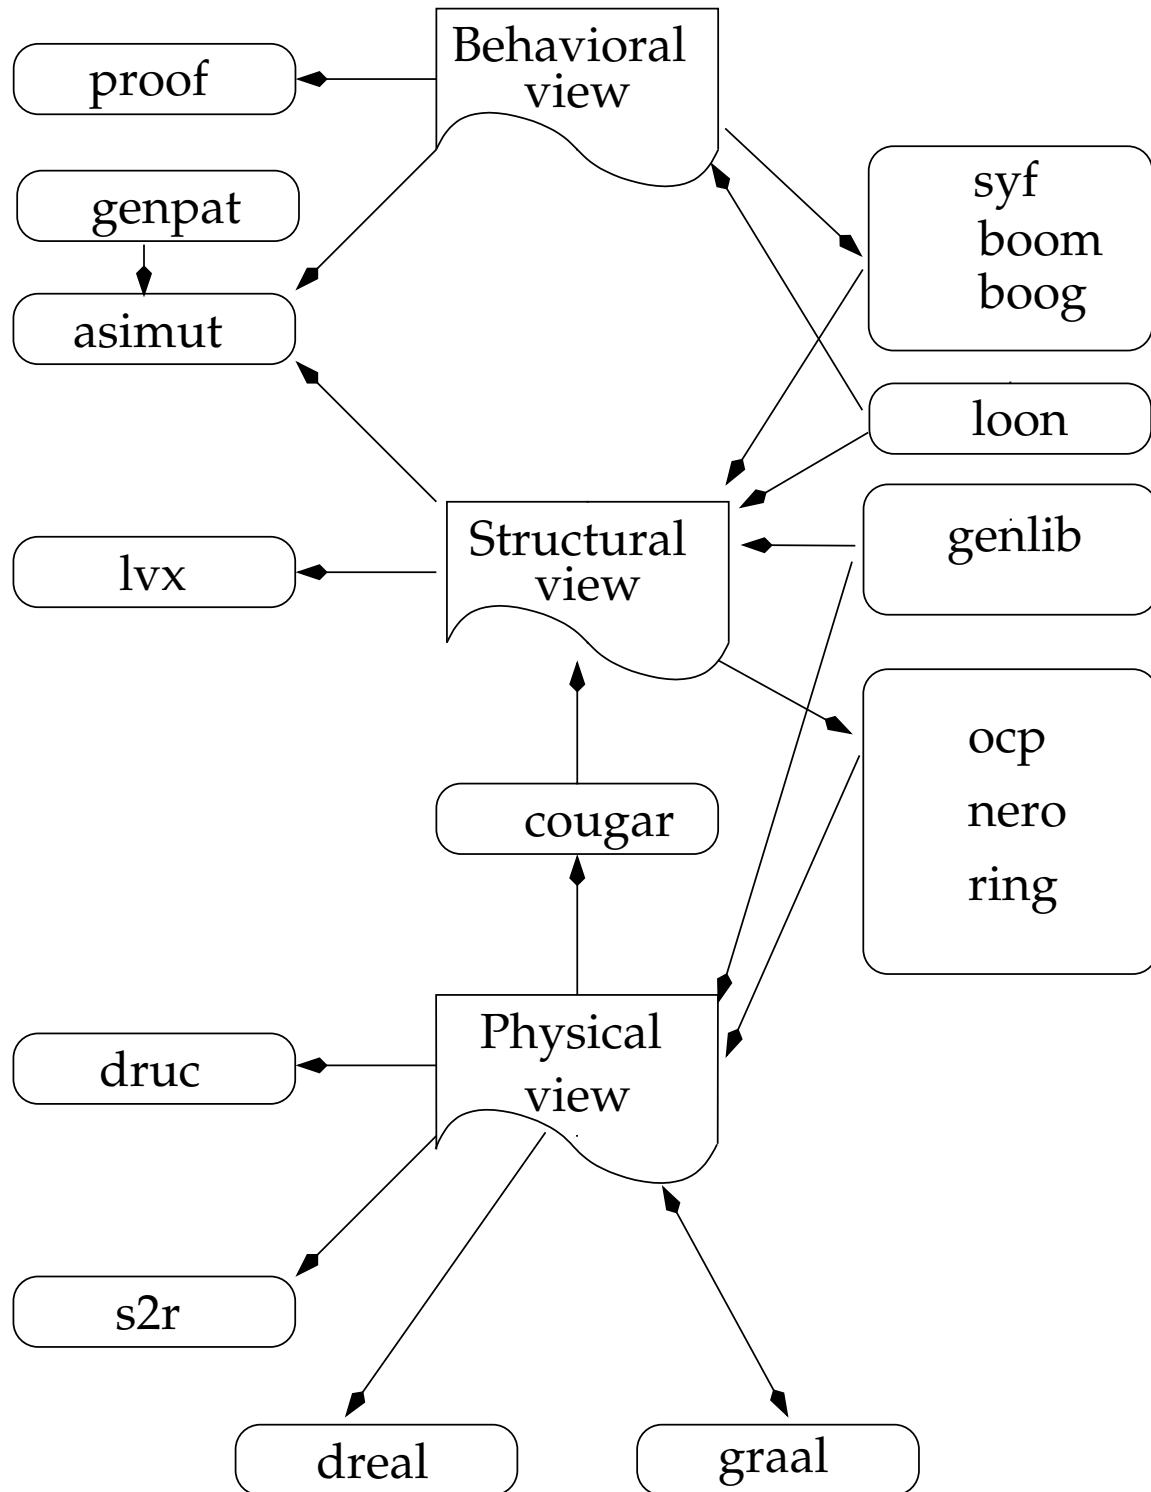 Behavioral
view
proof
genpat
asimut
syf
boom
boog
loon
genlib
Structural
view
lvx
ocp
nero
ring
cougar
Physical
view
druc
s2r
dreal
graal